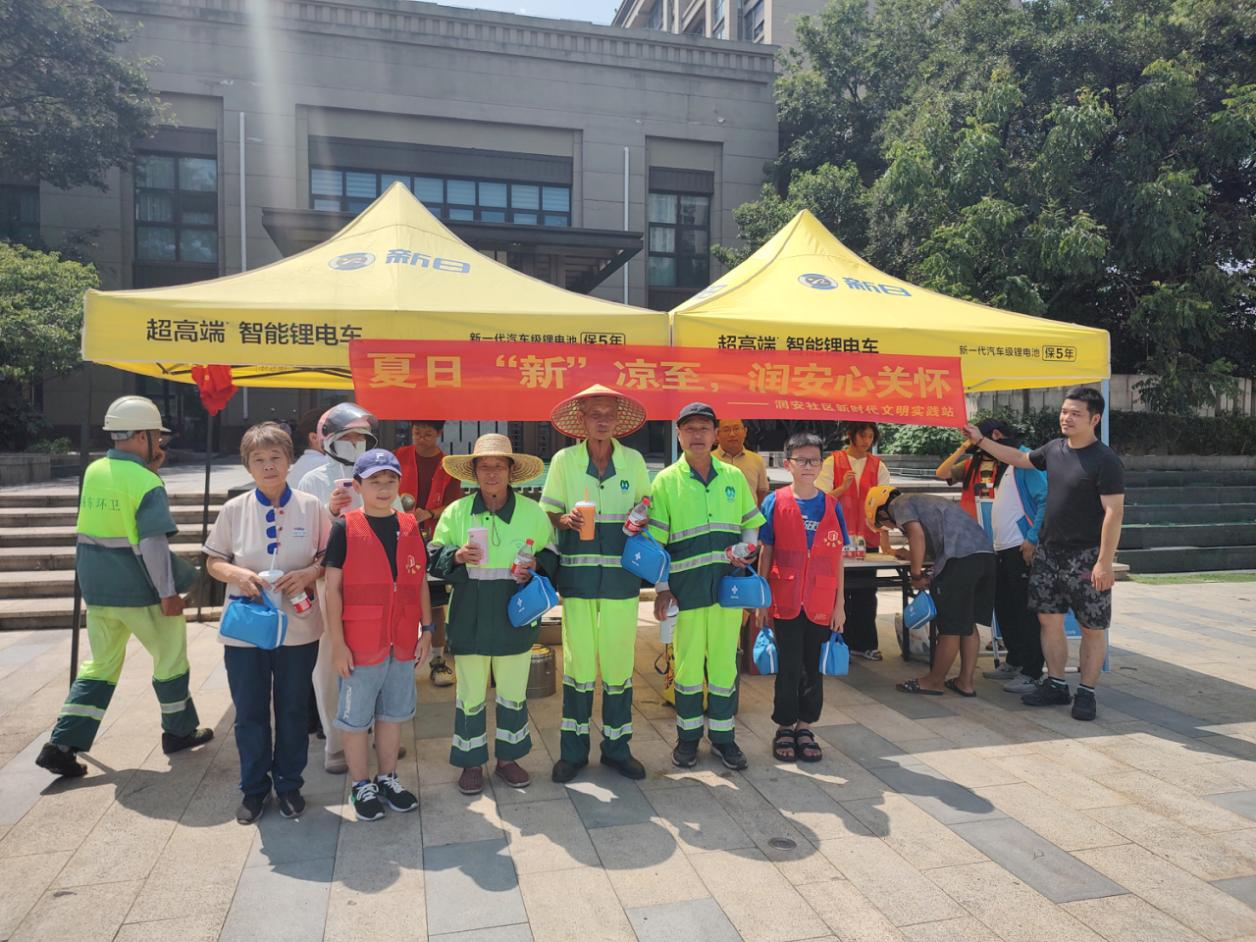 新日
新日
超高端 智能锂电车
新一代汽车级锂电池 保5年
超高端 智能锂电车
新一代汽车级锂电池 保5年
夏日“新”凉至，润安心关怀
——润安社区新时代文明实践站
环卫